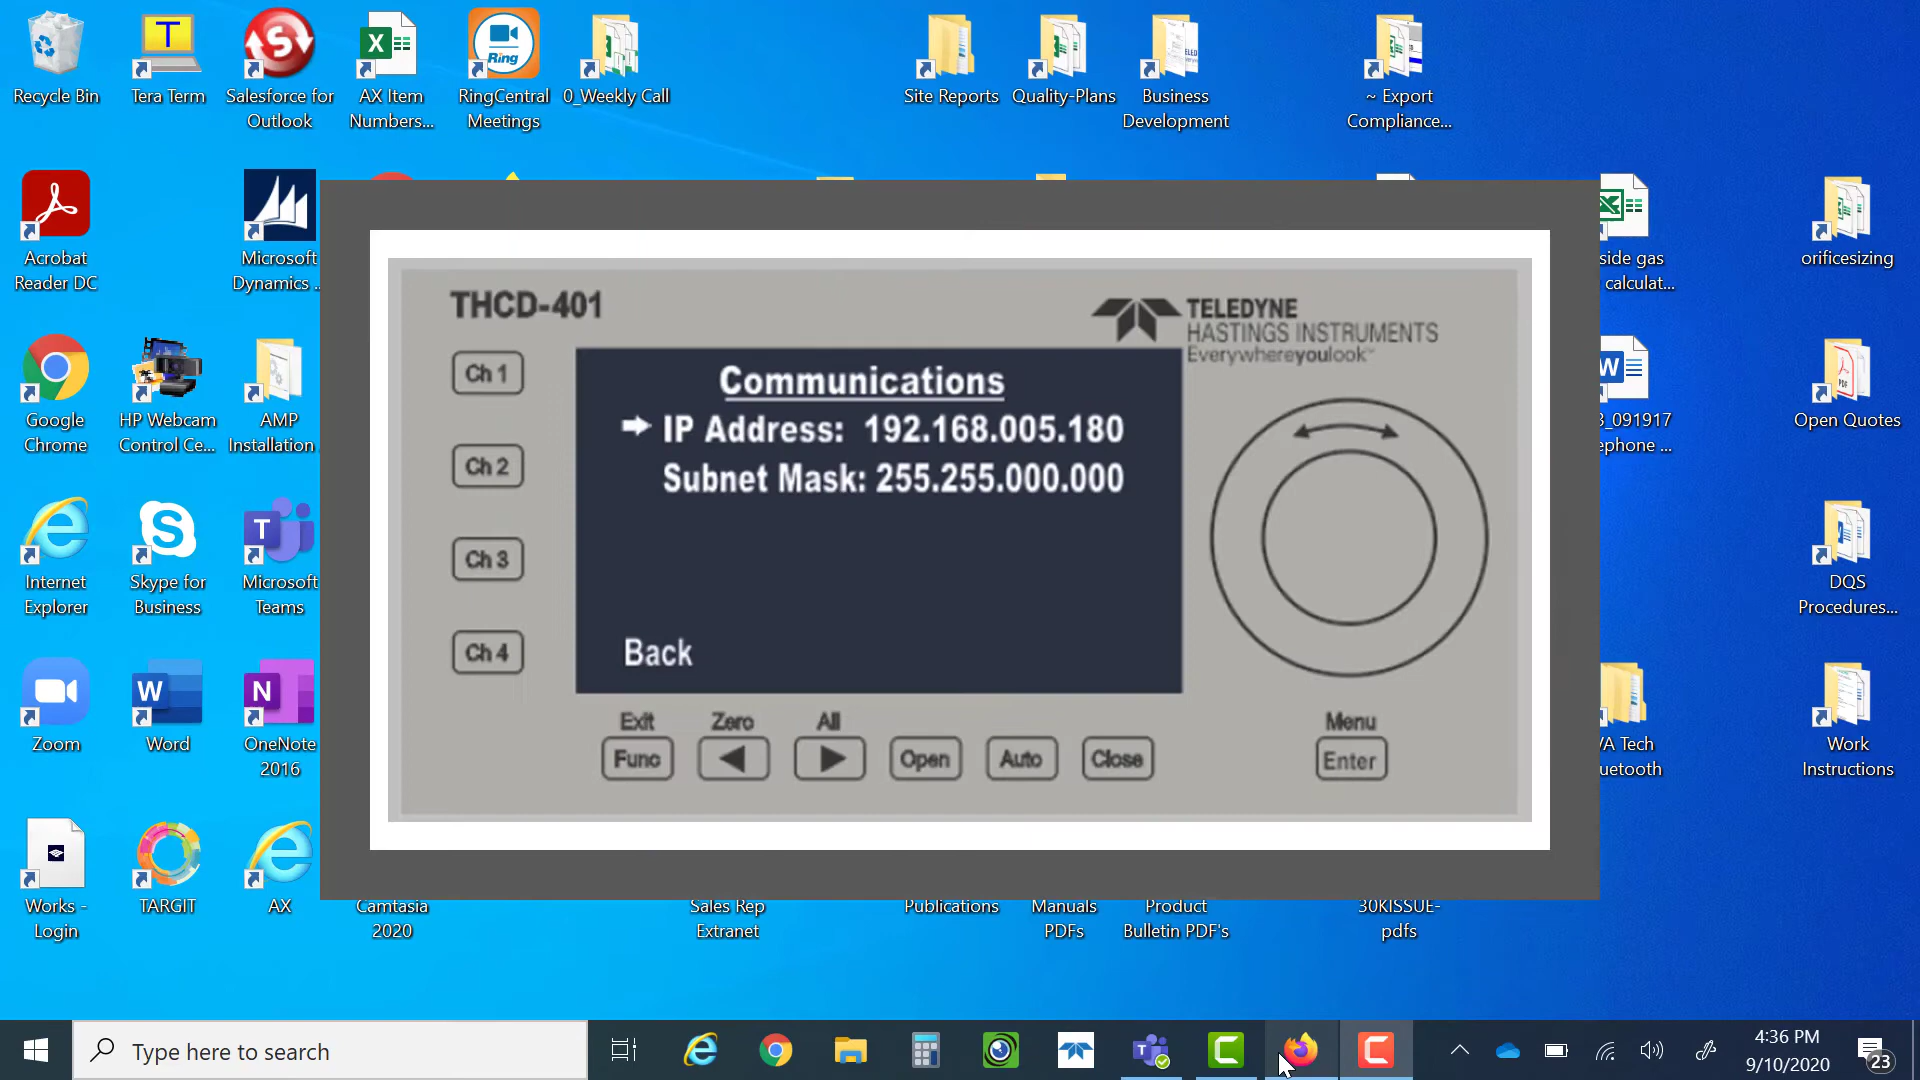 Recycle Bin
Tera Term
Salesforce for
Outlook
AX Item
Numbers...
Ring
RingCentral
Meetings
0_Weekly Call
Site Reports
Quality-Plans
Business
Development
~ Export
Compliance...
Acrobat
Reader DC
Microsoft
Dynamics ...
side gas
calculat...
orificesizing
THCD-401
TELEDYNE
HASTINGS INSTRUMENTS
Everywhereyoulook™
Ch 1
Ch 2
Ch 3
Ch 4
Communications
IP Address: 192.168.005.180
Subnet Mask: 255.255.000.000
Back
Exit
Zero
All
Menu
Func
Open
Auto
Close
Enter
Google
Chrome
HP Webcam
Control Ce...
AMP
Installation
_091917
ephone ...
Open Quotes
Internet
Explorer
Skype for
Business
Microsoft
Teams
DQS
Procedures...
Zoom
Word
OneNote
2016
VA Tech
uetooth
Work
Instructions
Works -
Login
TARGIT
AX
Camtasia
2020
Sales Rep
Extranet
Publications
Manuals
PDFs
Product
Bulletin PDF's
30KISSUE-
pdfs
Type here to search
4:36 PM
9/10/2020
23